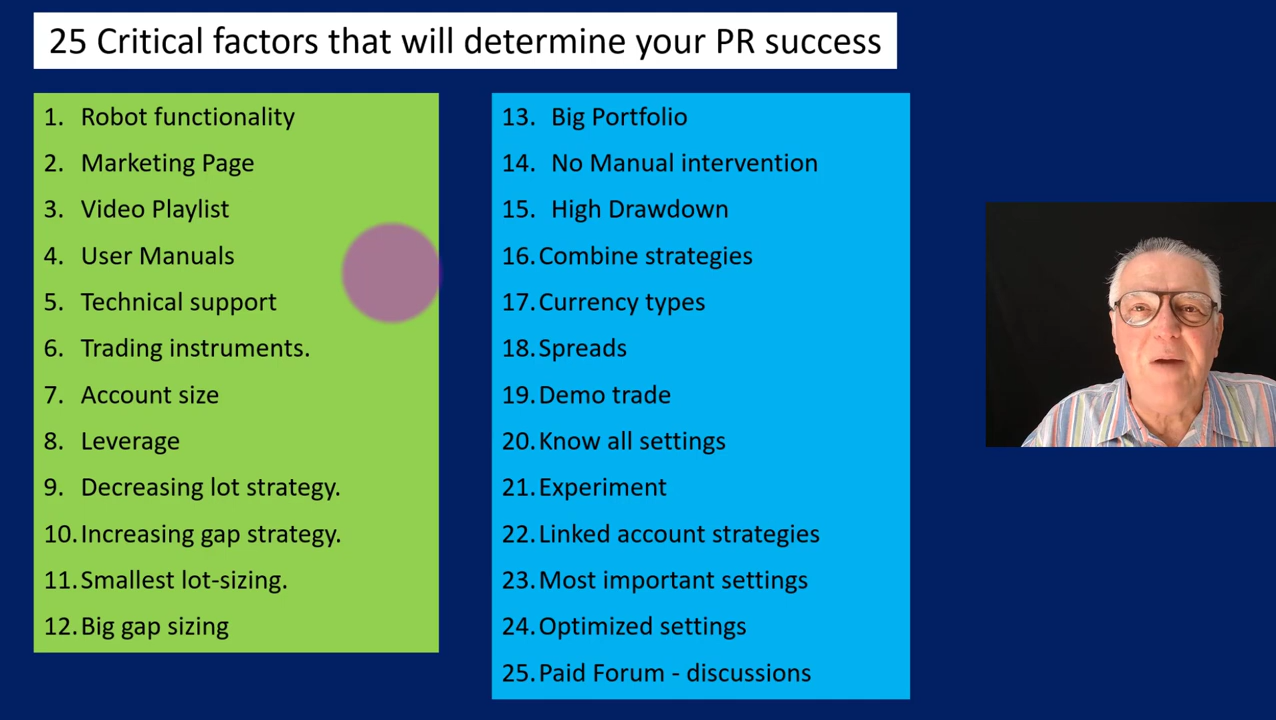 25 Critical factors that will determine your PR success
1. Robot functionality
2. Marketing Page
3. Video Playlist
4. User Manuals
5. Technical support
6. Trading instruments.
7. Account size
8. Leverage
9. Decreasing lot strategy.
10. Increasing gap strategy.
11. Smallest lot-sizing.
12. Big gap sizing
13. Big Portfolio
14. No Manual intervention
15. High Drawdown
16. Combine strategies
17. Currency types
18. Spreads
19. Demo trade
20. Know all settings
21. Experiment
22. Linked account strategies
23. Most important settings
24. Optimized settings
25. Paid Forum - discussions